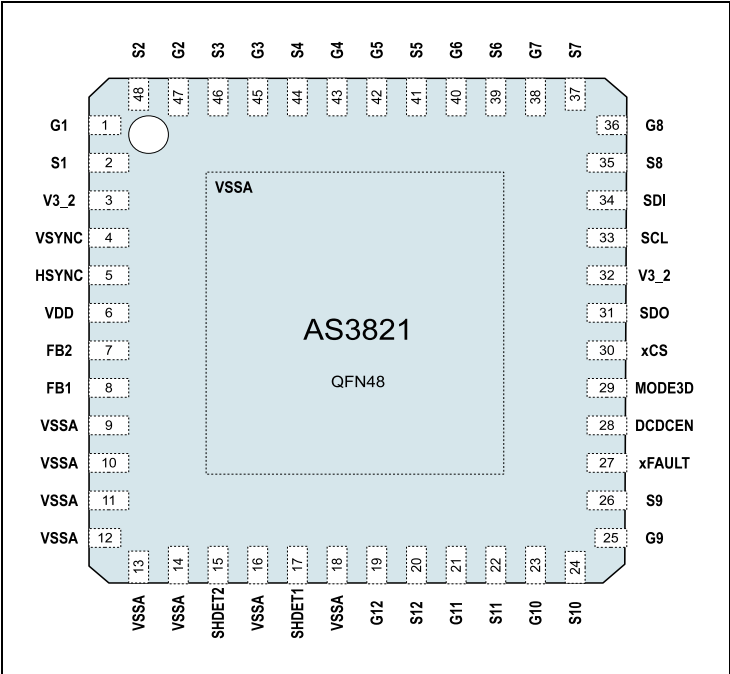 S2 G2 S3 G3 S4 G4 G5 S5 G6 S6 G7 S7
48 47 46 45 44 43 42 41 40 39 38 37
G1 1 36 G8
S1 2 35 S8
V3_2 3 34 SDI
VSSA
VSYNC 4 33 SCL
HSYNC 5 32 V3_2
VDD 6 31 SDO
AS3821
FB2 7 30 xCS
QFN48
FB1 8 29 MODE3D
VSSA 9 28 DCDCEN
VSSA 10 27 xFAULT
VSSA 11 26 S9
VSSA 12 25 G9
13 14 15 16 17 18 19 20 21 22 23 24
VSSA VSSA SHDET2 VSSA SHDET1 VSSA G12 S12 G11 S11 G10 S10